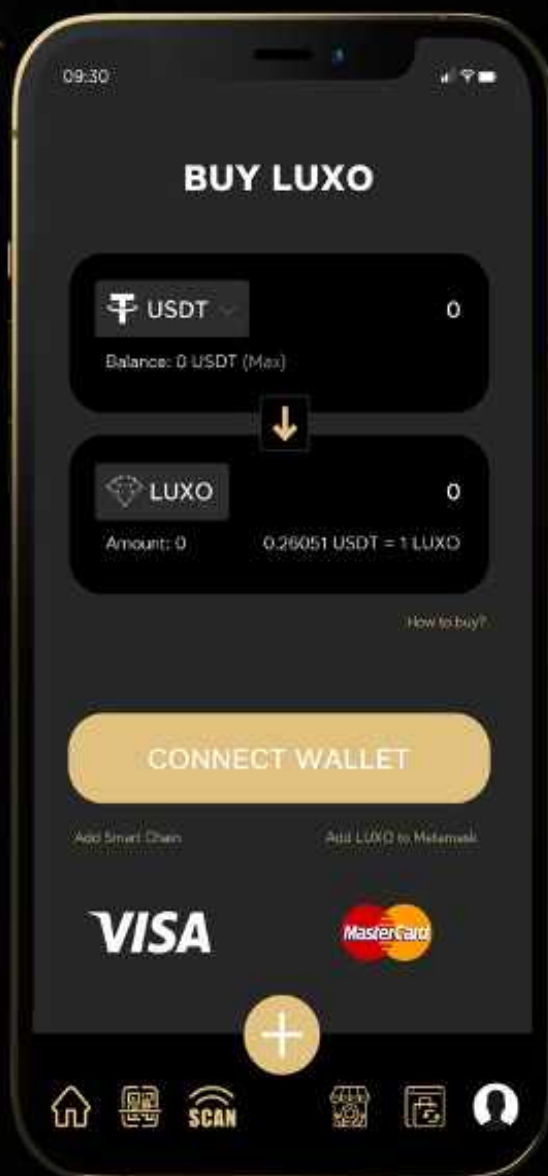 09:30
BUY LUXO
USDT 0
Balance: 0 USDT (Max)
LUXO 0
Amount: 0 0.26051 USDT = 1 LUXO
How to buy?
CONNECT WALLET
Add Smart Chain Add LUXO to Metamask
VISA MasterCard
SCAN